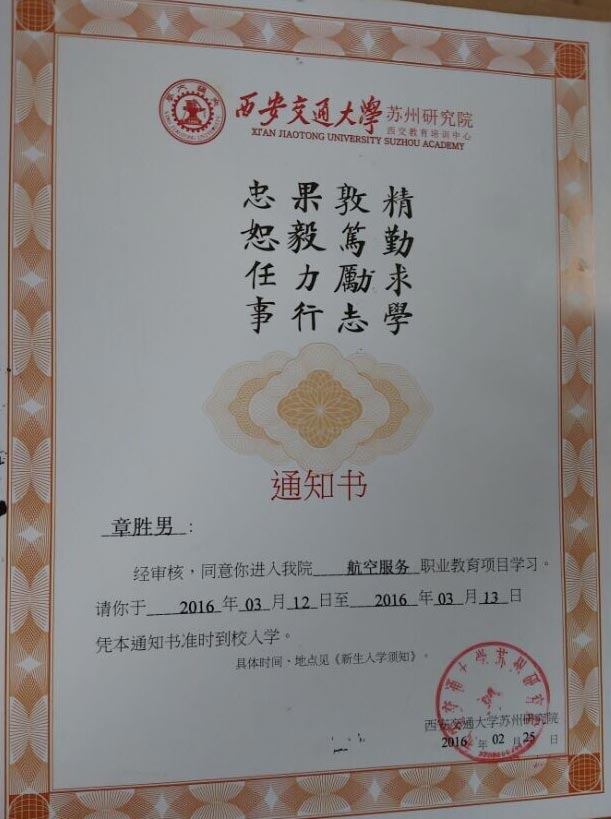 西安交通大學 苏州研究院
西交教育培训中心
XI'AN JIAOTONG UNIVERSITY SUZHOU ACADEMY
精勤求學
敦篤勵志
果毅力行
忠恕任事
通知书
章胜男：
经审核，同意你进入我院 航空服务 职业教育项目学习。
请你于 2016 年 03 月 12 日至 2016 年 03 月 13 日
凭本通知书准时到校入学。
具体时间、地点见《新生入学须知》。
西安交通大学苏州研究院
2016 年 02 月 25 日